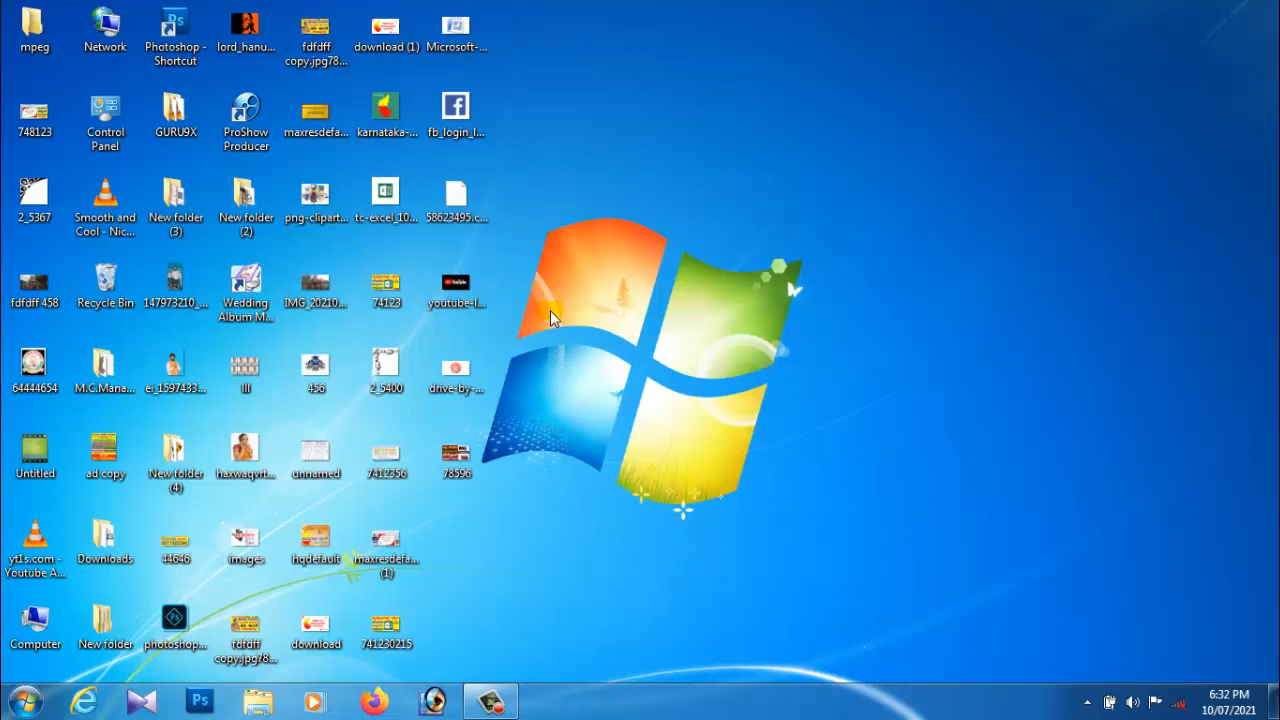 mpeg
Network
Photoshop -
Shortcut
lord_hanu...
fdfdff
copy.jpg78...
download (1)
Microsoft-...
748123
Control
Panel
GURU9X
ProShow
Producer
maxresdefa...
karnataka-...
fb_login_l...
2_5367
Smooth and
Cool - Nic...
New folder
(3)
New folder
(2)
png-clipart...
tc-excel_10...
58623495.c...
fdfdff 458
Recycle Bin
147973210_...
Wedding
Album M...
IMG_20210...
74123
youtube-l...
64444654
M.C.Mana...
ei_1597433...
lll
456
2_5400
drive-by-...
Untitled
ad copy
New folder
(4)
haxwaqvrt...
unnamed
7412356
78596
yt1s.com -
Youtube A...
Downloads
44646
images
hqdefault
maxresdefa...
(1)
Computer
New folder
photoshop...
fdfdff
copy.jpg78...
download
741230215
Ps
6:32 PM
10/07/2021